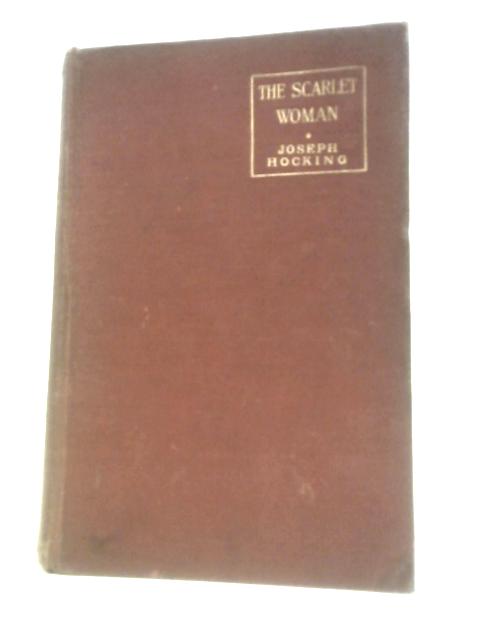 THE SCARLET
WOMAN
JOSEPH
HOCKING